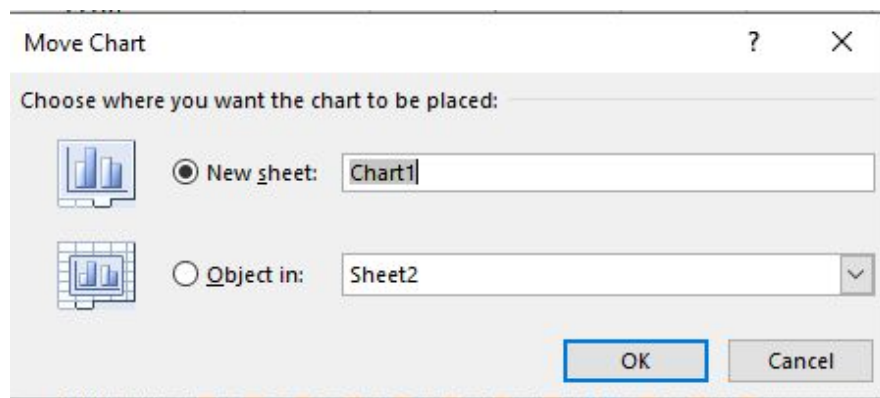 Move Chart
?
Choose where you want the chart to be placed:
New sheet:
Chart1
Object in:
Sheet2
OK
Cancel